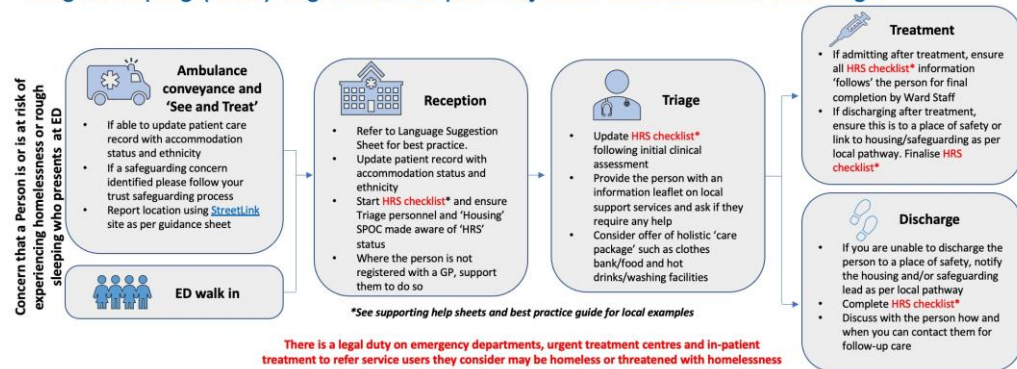 Concern that a Person is or is at risk of
experiencing homelessness or rough
sleeping who presents at ED
Ambulance
conveyance and
'See and Treat'
• If able to update patient care
record with accommodation
status and ethnicity
• If a safeguarding concern
identified please follow your
trust safeguarding process
• Report location using StreetLink
site as per guidance sheet
ED walk in
Reception
• Refer to Language Suggestion
Sheet for best practice.
• Update patient record with
accommodation status and
ethnicity
• Start HRS checklist* and ensure
Triage personnel and 'Housing'
SPOC made aware of 'HRS'
status
• Where the person is not
registered with a GP, support
them to do so
Triage
• Update HRS checklist*
following initial clinical
assessment
• Provide the person with an
information leaflet on local
support services and ask if they
require any help
• Consider offer of holistic 'care
package' such as clothes
bank/food and hot
drinks/washing facilities
Treatment
• If admitting after treatment, ensure
all HRS checklist* information
'follows' the person for final
completion by Ward Staff
• If discharging after treatment,
ensure this is to a place of safety or
link to housing/safeguarding as per
local pathway. Finalise HRS
checklist*
Discharge
• If you are unable to discharge the
person to a place of safety, notify
the housing and/or safeguarding
lead as per local pathway
• Complete HRS checklist*
• Discuss with the person how and
when you can contact them for
follow-up care
*See supporting help sheets and best practice guide for local examples
There is a legal duty on emergency departments, urgent treatment centres and in-patient
treatment to refer service users they consider may be homeless or threatened with homelessness